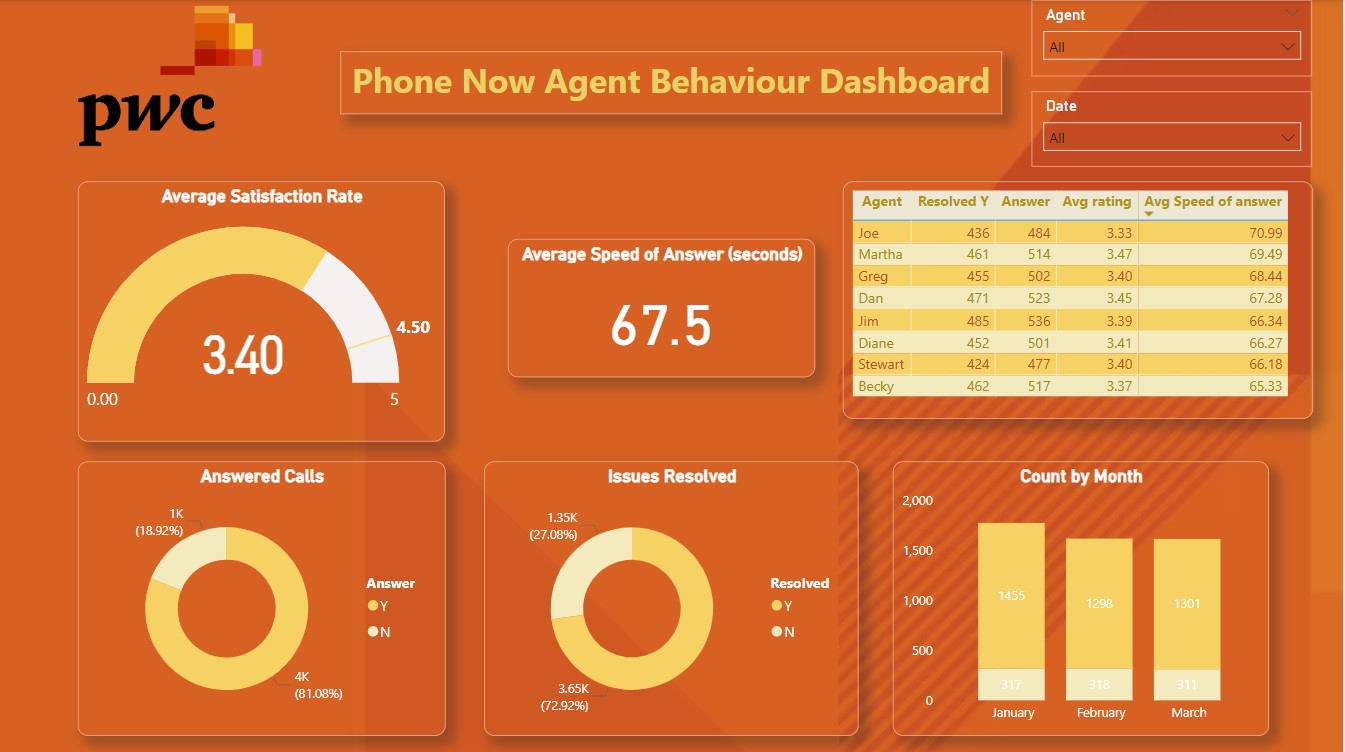 pwc
Phone Now Agent Behaviour Dashboard
Agent
All
Date
All
Average Satisfaction Rate
3.40
4.50
0.00
5
Average Speed of Answer (seconds)
67.5
Agent Resolved Y Answer Avg rating Avg Speed of answer
Joe 436 484 3.33 70.99
Martha 461 514 3.47 69.49
Greg 455 502 3.40 68.44
Dan 471 523 3.45 67.28
Jim 485 536 3.39 66.34
Diane 452 501 3.41 66.27
Stewart 424 477 3.40 66.18
Becky 462 517 3.37 65.33
Answered Calls
1K
(18.92%)
4K
(81.08%)
Answer
Y
N
Issues Resolved
1.35K
(27.08%)
3.65K
(72.92%)
Resolved
Y
N
Count by Month
2,000
1,500
1,000
500
0
1455 1298 1301
317 318 311
January February March